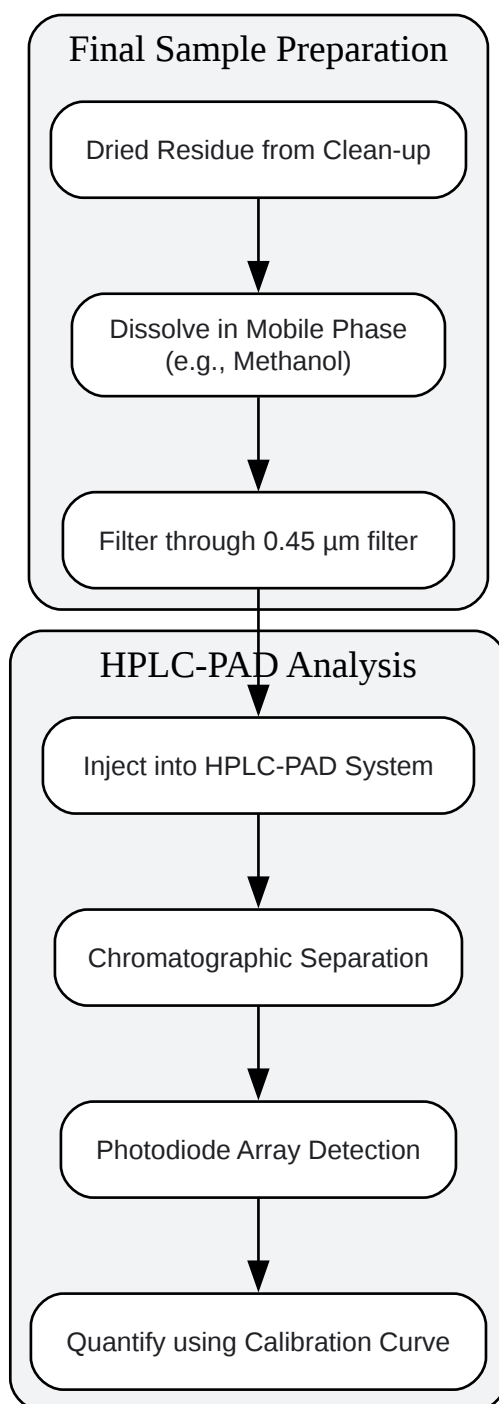 Final Sample Preparation
Dried Residue from Clean-up
Dissolve in Mobile Phase
(e.g., Methanol)
Filter through 0.45 µm filter
HPLC-PAD Analysis
Inject into HPLC-PAD System
Chromatographic Separation
Photodiode Array Detection
Quantify using Calibration Curve